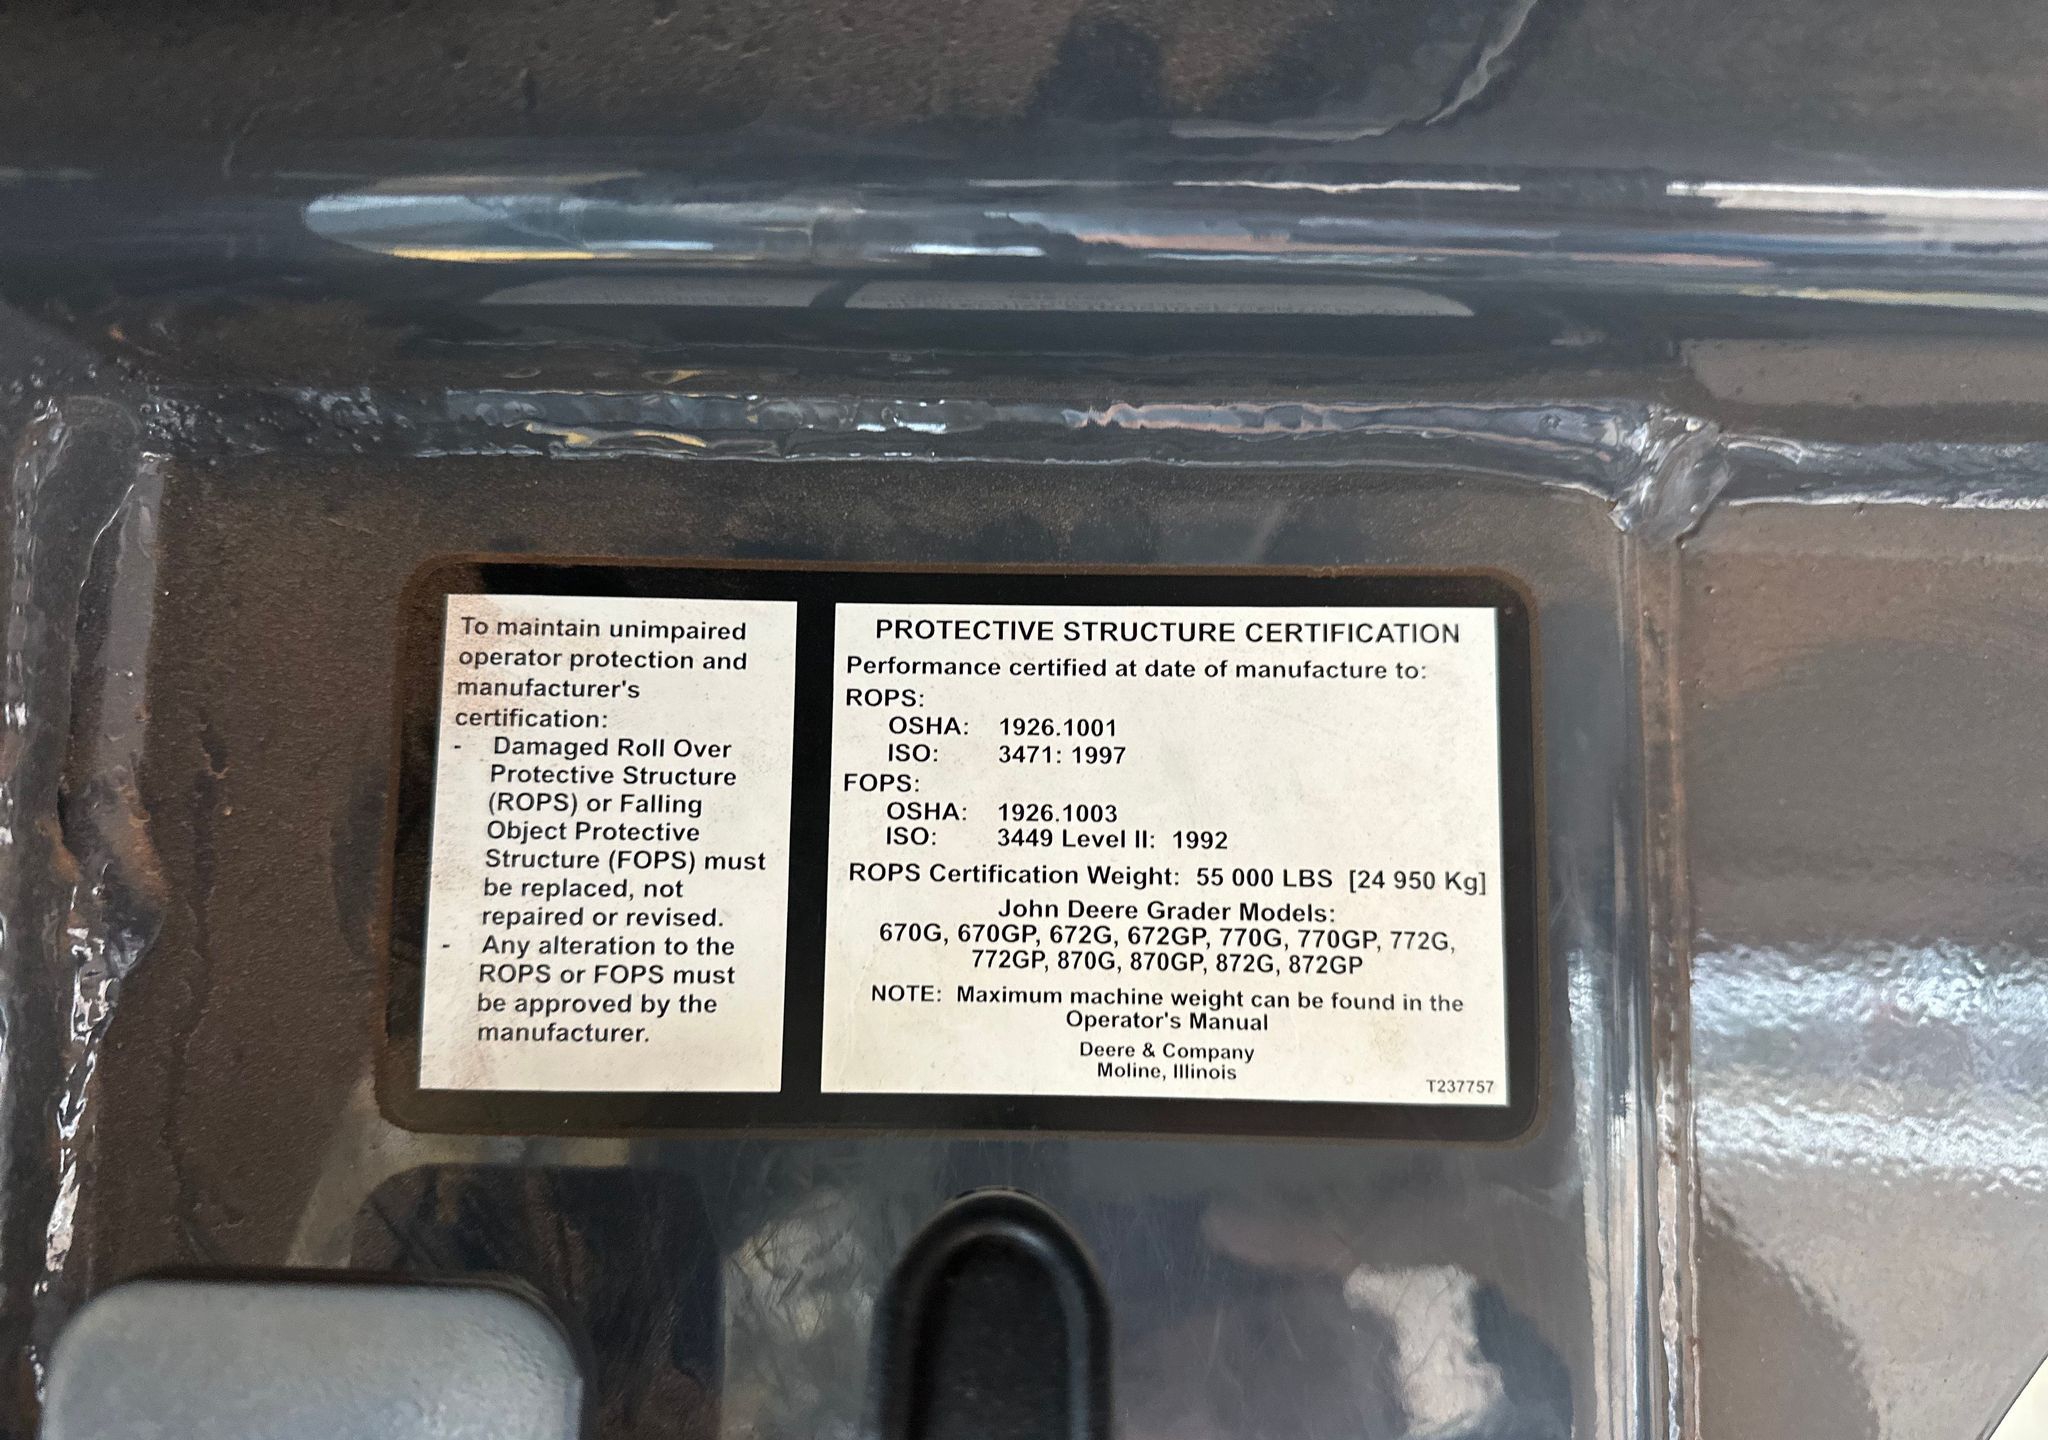 To maintain unimpaired
operator protection and
manufacturer's
certification:
- Damaged Roll Over
Protective Structure
(ROPS) or Falling
Object Protective
Structure (FOPS) must
be replaced, not
repaired or revised.
- Any alteration to the
ROPS or FOPS must
be approved by the
manufacturer.
PROTECTIVE STRUCTURE CERTIFICATION
Performance certified at date of manufacture to:
ROPS:
OSHA: 1926.1001
ISO: 3471: 1997
FOPS:
OSHA: 1926.1003
ISO: 3449 Level II: 1992
ROPS Certification Weight: 55 000 LBS [24 950 Kg]
John Deere Grader Models:
670G, 670GP, 672G, 672GP, 770G, 770GP, 772G,
772GP, 870G, 870GP, 872G, 872GP
NOTE: Maximum machine weight can be found in the
Operator's Manual
Deere & Company
Moline, Illinois
T237757